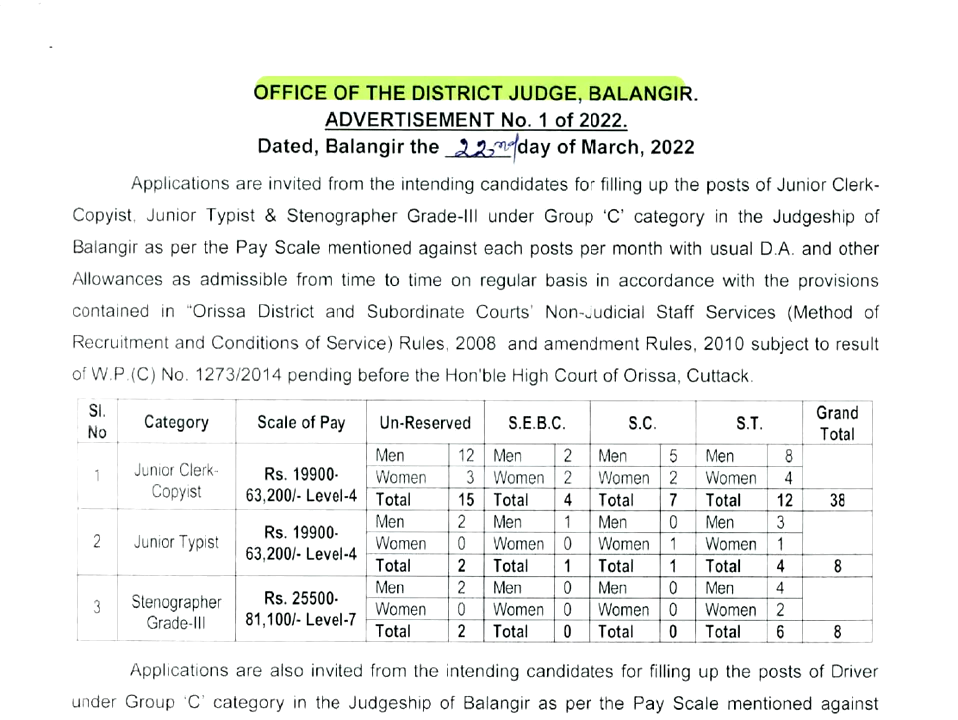 OFFICE OF THE DISTRICT JUDGE, BALANGIR.
ADVERTISEMENT No. 1 of 2022.
Dated, Balangir the 22nd day of March, 2022
Applications are invited from the intending candidates for filling up the posts of Junior Clerk-
Copyist, Junior Typist & Stenographer Grade-III under Group ‘C’ category in the Judgeship of
Balangir as per the Pay Scale mentioned against each posts per month with usual D.A. and other
Allowances as admissible from time to time on regular basis in accordance with the provisions
contained in “Orissa District and Subordinate Courts’ Non-Judicial Staff Services (Method of
Recruitment and Conditions of Service) Rules, 2008 and amendment Rules, 2010 subject to result
of W.P.(C) No. 1273/2014 pending before the Hon'ble High Court of Orissa, Cuttack.
Sl. No Category Scale of Pay Un-Reserved S.E.B.C. S.C. S.T. Grand Total
1 Junior Clerk-Copyist Rs. 19900-63,200/- Level-4
Men 12 Men 2 Men 5 Men 8
Women 3 Women 2 Women 2 Women 4
Total 15 Total 4 Total 7 Total 12 38
2 Junior Typist Rs. 19900-63,200/- Level-4
Men 2 Men 1 Men 0 Men 3
Women 0 Women 0 Women 1 Women 1
Total 2 Total 1 Total 1 Total 4 8
3 Stenographer Grade-III Rs. 25500-81,100/- Level-7
Men 2 Men 0 Men 0 Men 4
Women 0 Women 0 Women 0 Women 2
Total 2 Total 0 Total 0 Total 6 8
Applications are also invited from the intending candidates for filling up the posts of Driver
under Group ‘C’ category in the Judgeship of Balangir as per the Pay Scale mentioned against